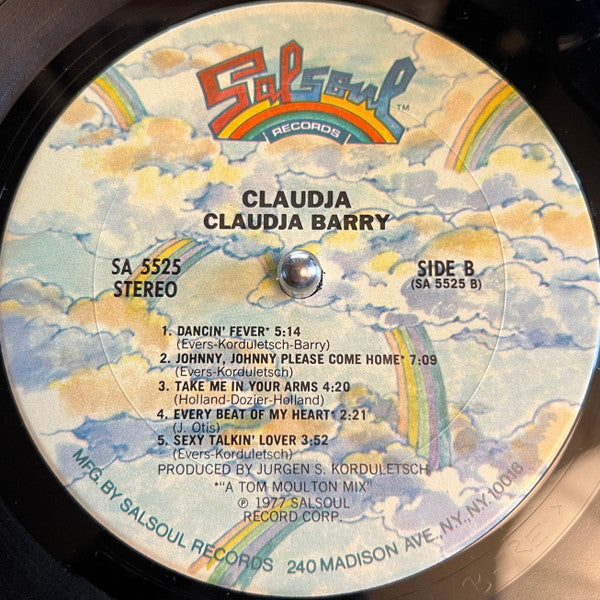 Salsoul™
RECORDS
CLAUDJA
CLAUDJA BARRY
SA 5525
STEREO
SIDE B
(SA 5525 B)
1. DANCIN' FEVER* 5:14
(Evers-Korduletsch-Barry)
2. JOHNNY, JOHNNY PLEASE COME HOME* 7:09
(Evers-Korduletsch)
3. TAKE ME IN YOUR ARMS 4:20
(Holland-Dozier-Holland)
4. EVERY BEAT OF MY HEART* 2:21
(J. Otis)
5. SEXY TALKIN' LOVER 3:52
(Evers-Korduletsch)
PRODUCED BY JURGEN S. KORDULETSCH
*"A TOM MOULTON MIX"
℗ 1977 SALSOUL
RECORD CORP.
MFG BY SALSOUL RECORDS 240 MADISON AVE., NY., NY 10016